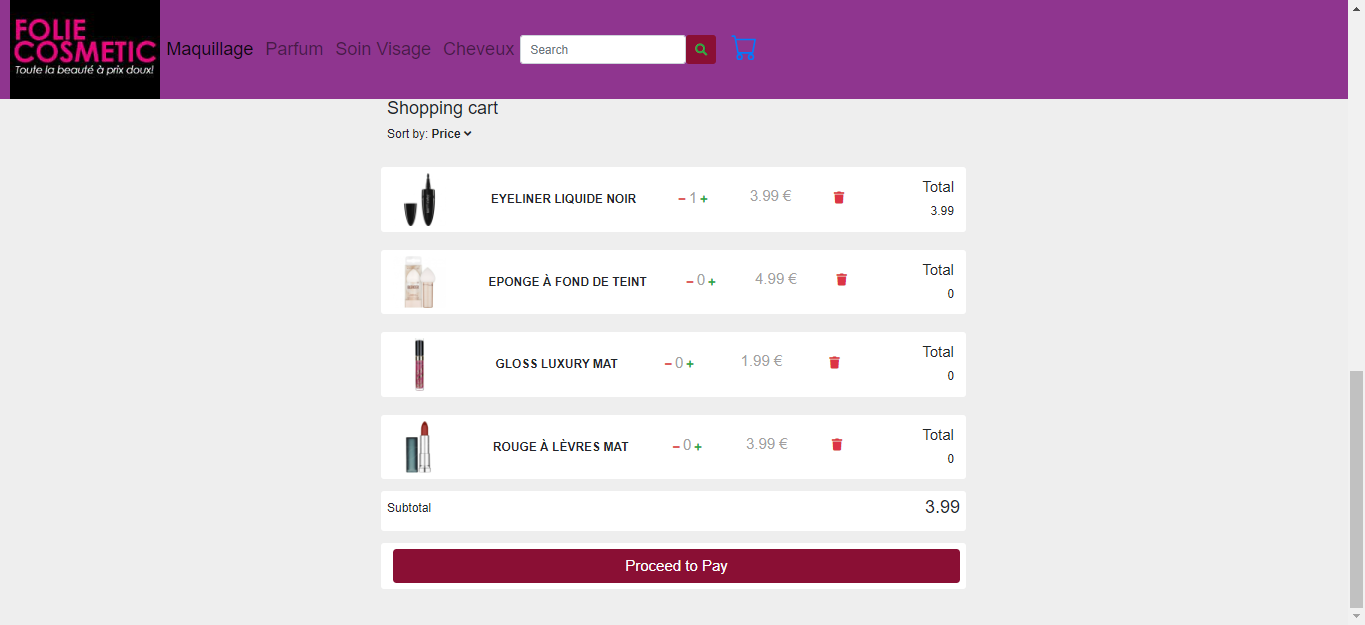 FOLIE
COSMETIC
Toute la beauté à prix doux!
Maquillage Parfum Soin Visage Cheveux Search
Shopping cart
Sort by: Price
EYELINER LIQUIDE NOIR − 1 + 3.99 € Total
3.99
EPONGE À FOND DE TEINT − 0 + 4.99 € Total
0
GLOSS LUXURY MAT − 0 + 1.99 € Total
0
ROUGE À LÈVRES MAT − 0 + 3.99 € Total
0
Subtotal 3.99
Proceed to Pay